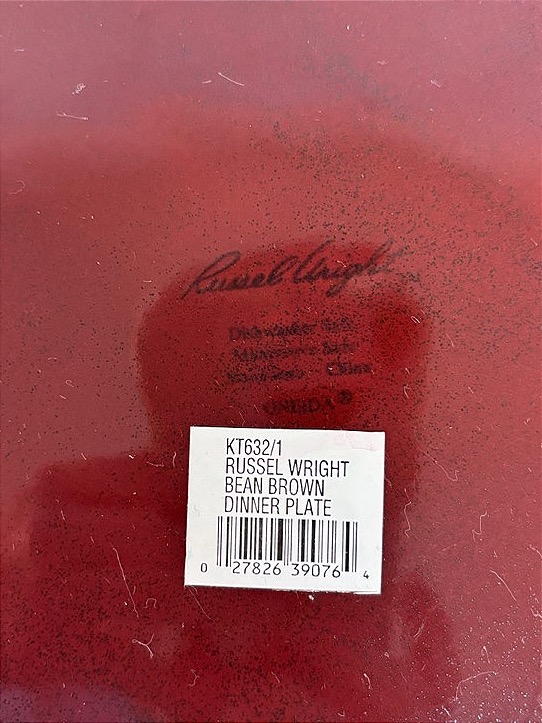 Russel Wright
Dishwasher Safe
Microwave Safe
China
ONEIDA®
KT632/1
RUSSEL WRIGHT
BEAN BROWN
DINNER PLATE
0 27826 39076 4